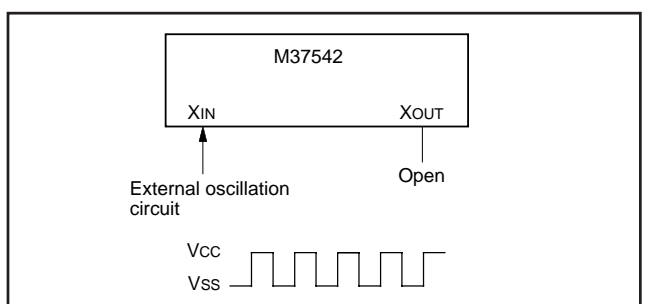 M37542
XIN XOUT
External oscillation
circuit
Open
VCC
VSS